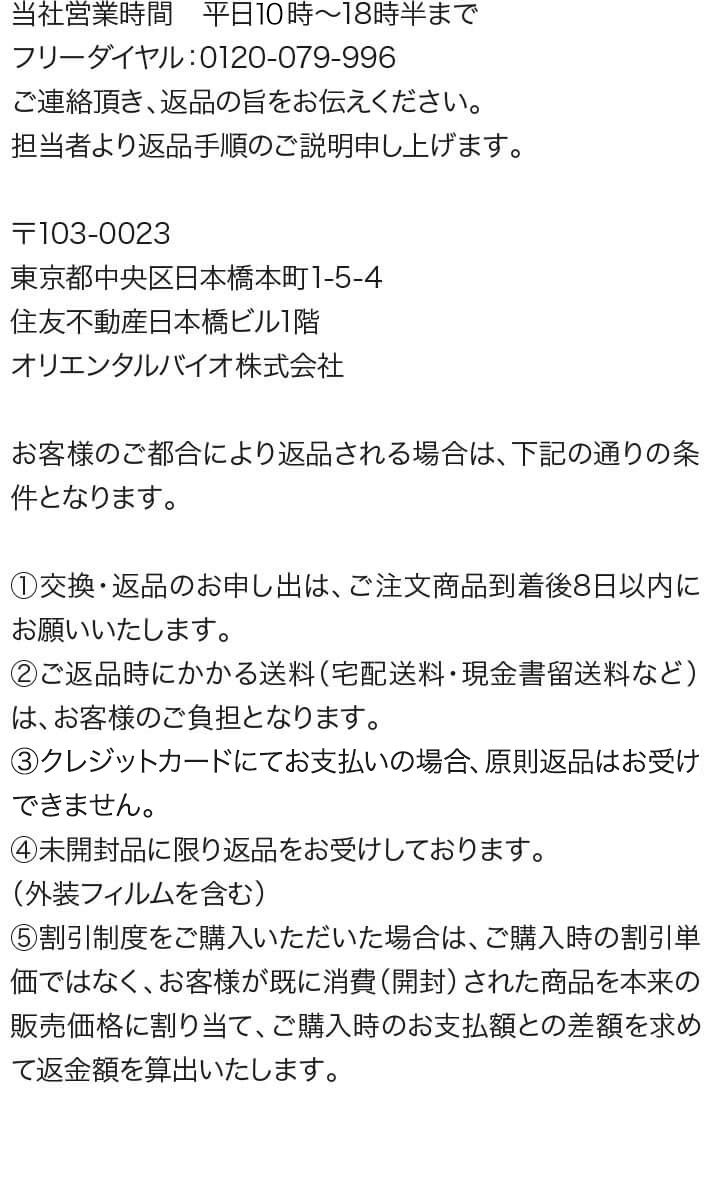 当社営業時間　平日10時～18時半まで
フリーダイヤル：0120-079-996
ご連絡頂き、返品の旨をお伝えください。
担当者より返品手順のご説明申し上げます。
〒103-0023
東京都中央区日本橋本町1-5-4
住友不動産日本橋ビル1階
オリエンタルバイオ株式会社
お客様のご都合により返品される場合は、下記の通りの条
件となります。
①交換・返品のお申し出は、ご注文商品到着後8日以内に
お願いいたします。
②ご返品時にかかる送料（宅配送料・現金書留送料など）
は、お客様のご負担となります。
③クレジットカードにてお支払いの場合、原則返品はお受け
できません。
④未開封品に限り返品をお受けしております。
（外装フィルムを含む）
⑤割引制度をご購入いただいた場合は、ご購入時の割引単
価ではなく、お客様が既に消費（開封）された商品を本来の
販売価格に割り当て、ご購入時のお支払額との差額を求め
て返金額を算出いたします。